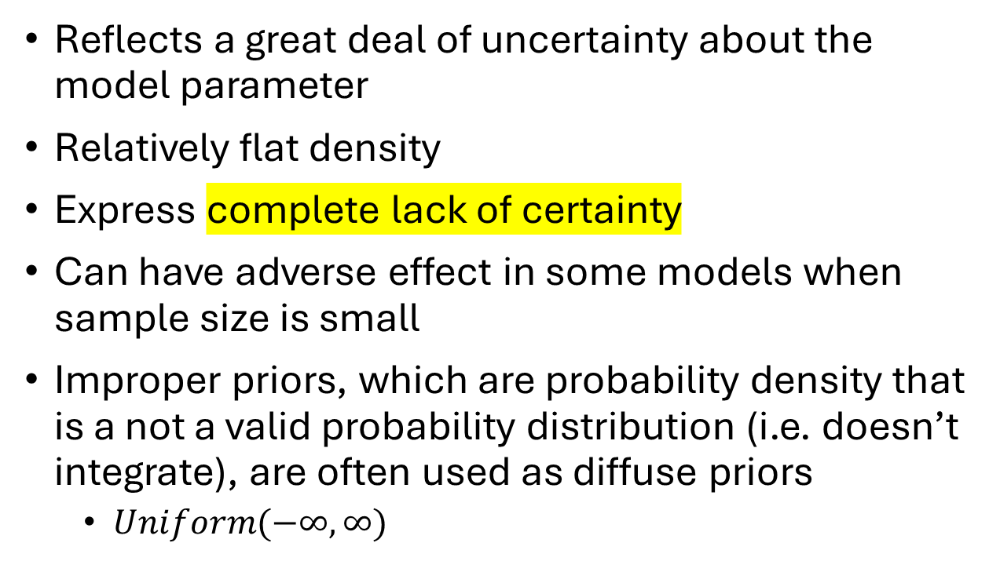 • Reflects a great deal of uncertainty about the
model parameter
• Relatively flat density
• Express complete lack of certainty
• Can have adverse effect in some models when
sample size is small
• Improper priors, which are probability density that
is a not a valid probability distribution (i.e. doesn’t
integrate), are often used as diffuse priors
• 𝑈𝑛𝑖𝑓𝑜𝑟𝑚(−∞, ∞)